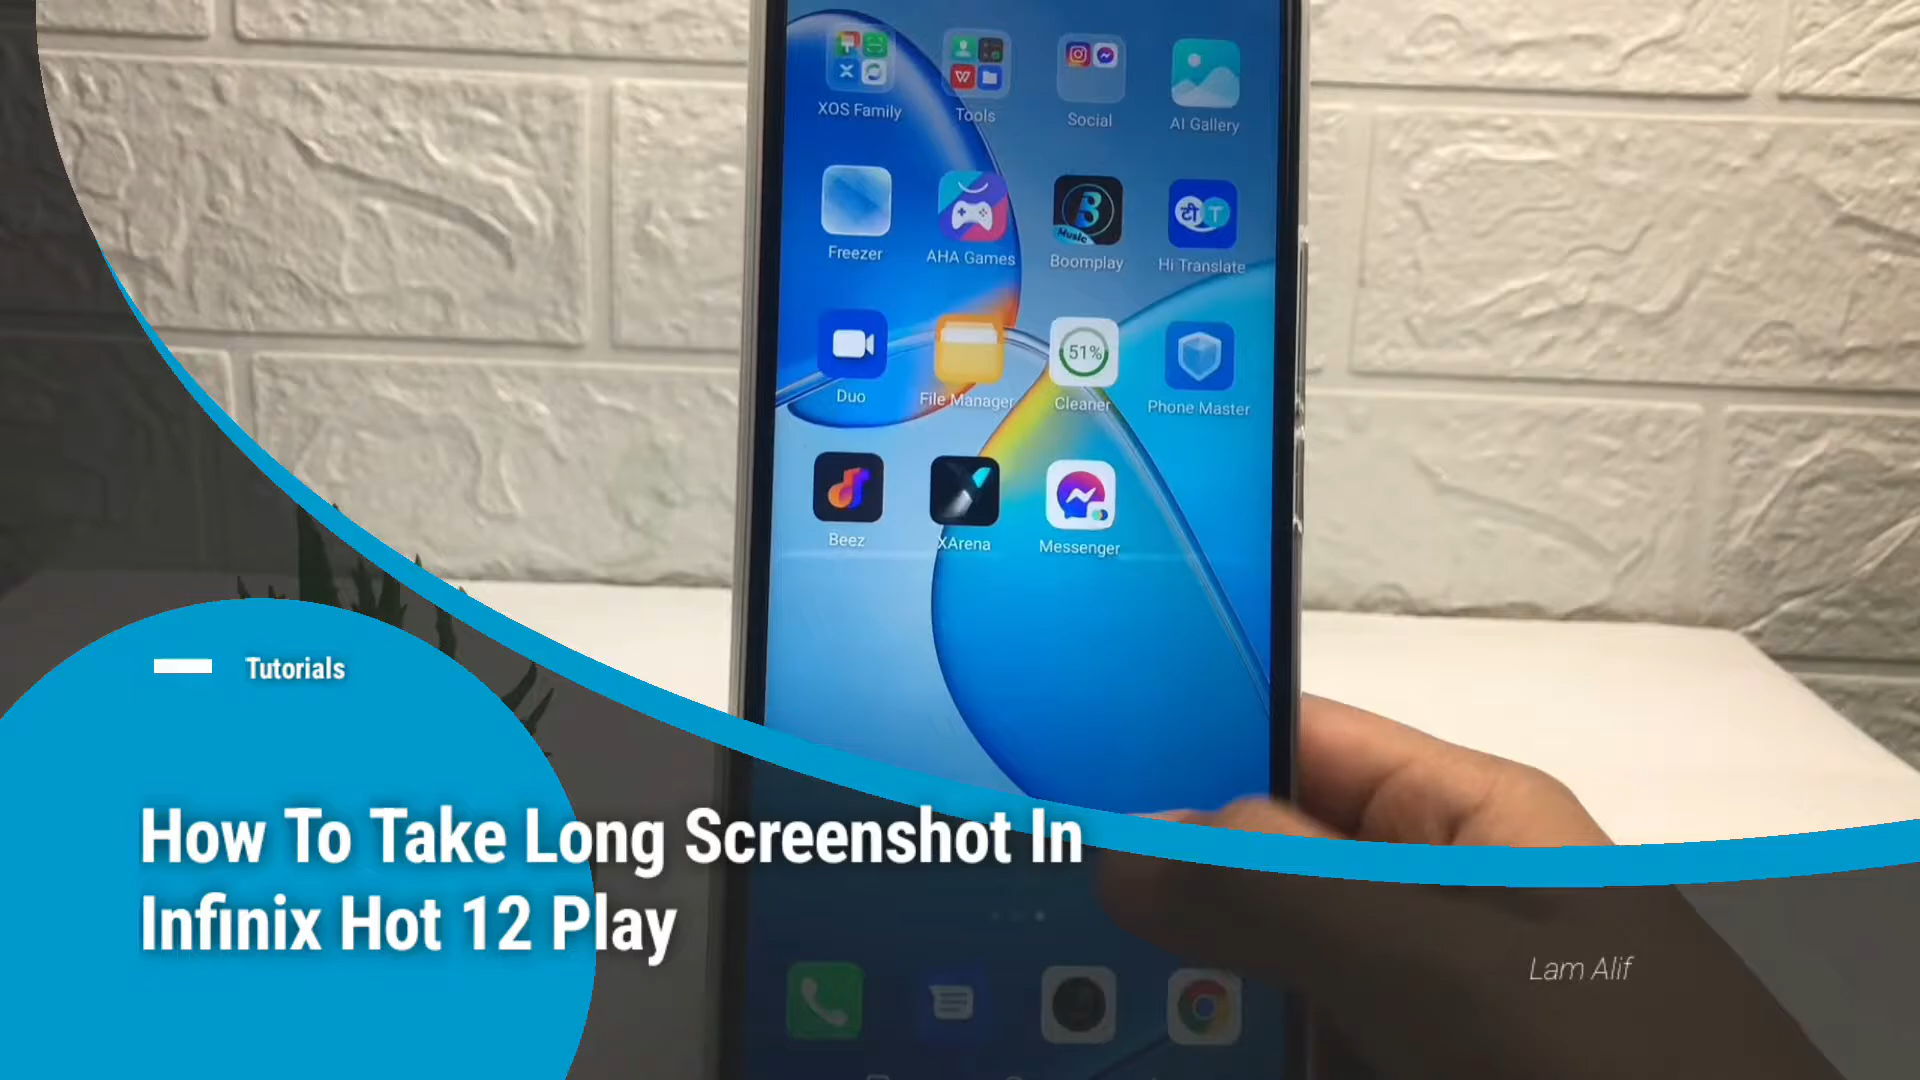 XOS Family
Tools
Social
AI Gallery
Freezer
AHA Games
Music
Boomplay
टी T
Hi Translate
51%
Duo
File Manager
Cleaner
Phone Master
Beez
XArena
Messenger
Tutorials
How To Take Long Screenshot In
Infinix Hot 12 Play
Lam Alif